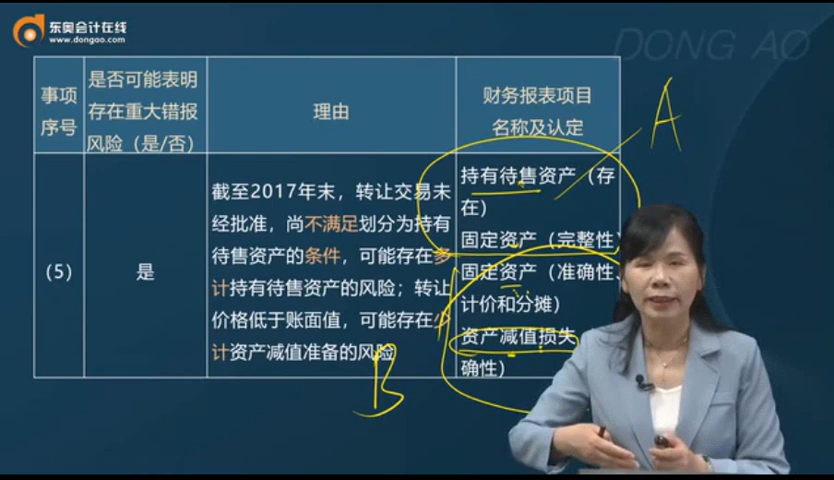 东奥会计在线
www.dongao.com
DONG AO
事项
序号
是否可能表明
存在重大错报
风险（是/否）
理由
财务报表项目
名称及认定
（5）
是
截至2017年末，转让交易未
经批准，尚不满足划分为持有
待售资产的条件，可能存在多
计持有待售资产的风险；转让
价格低于账面值，可能存在少
计资产减值准备的风险
持有待售资产（存
在）
固定资产（完整性）
固定资产（准确性、
计价和分摊）
资产减值损失
确性）
A
B